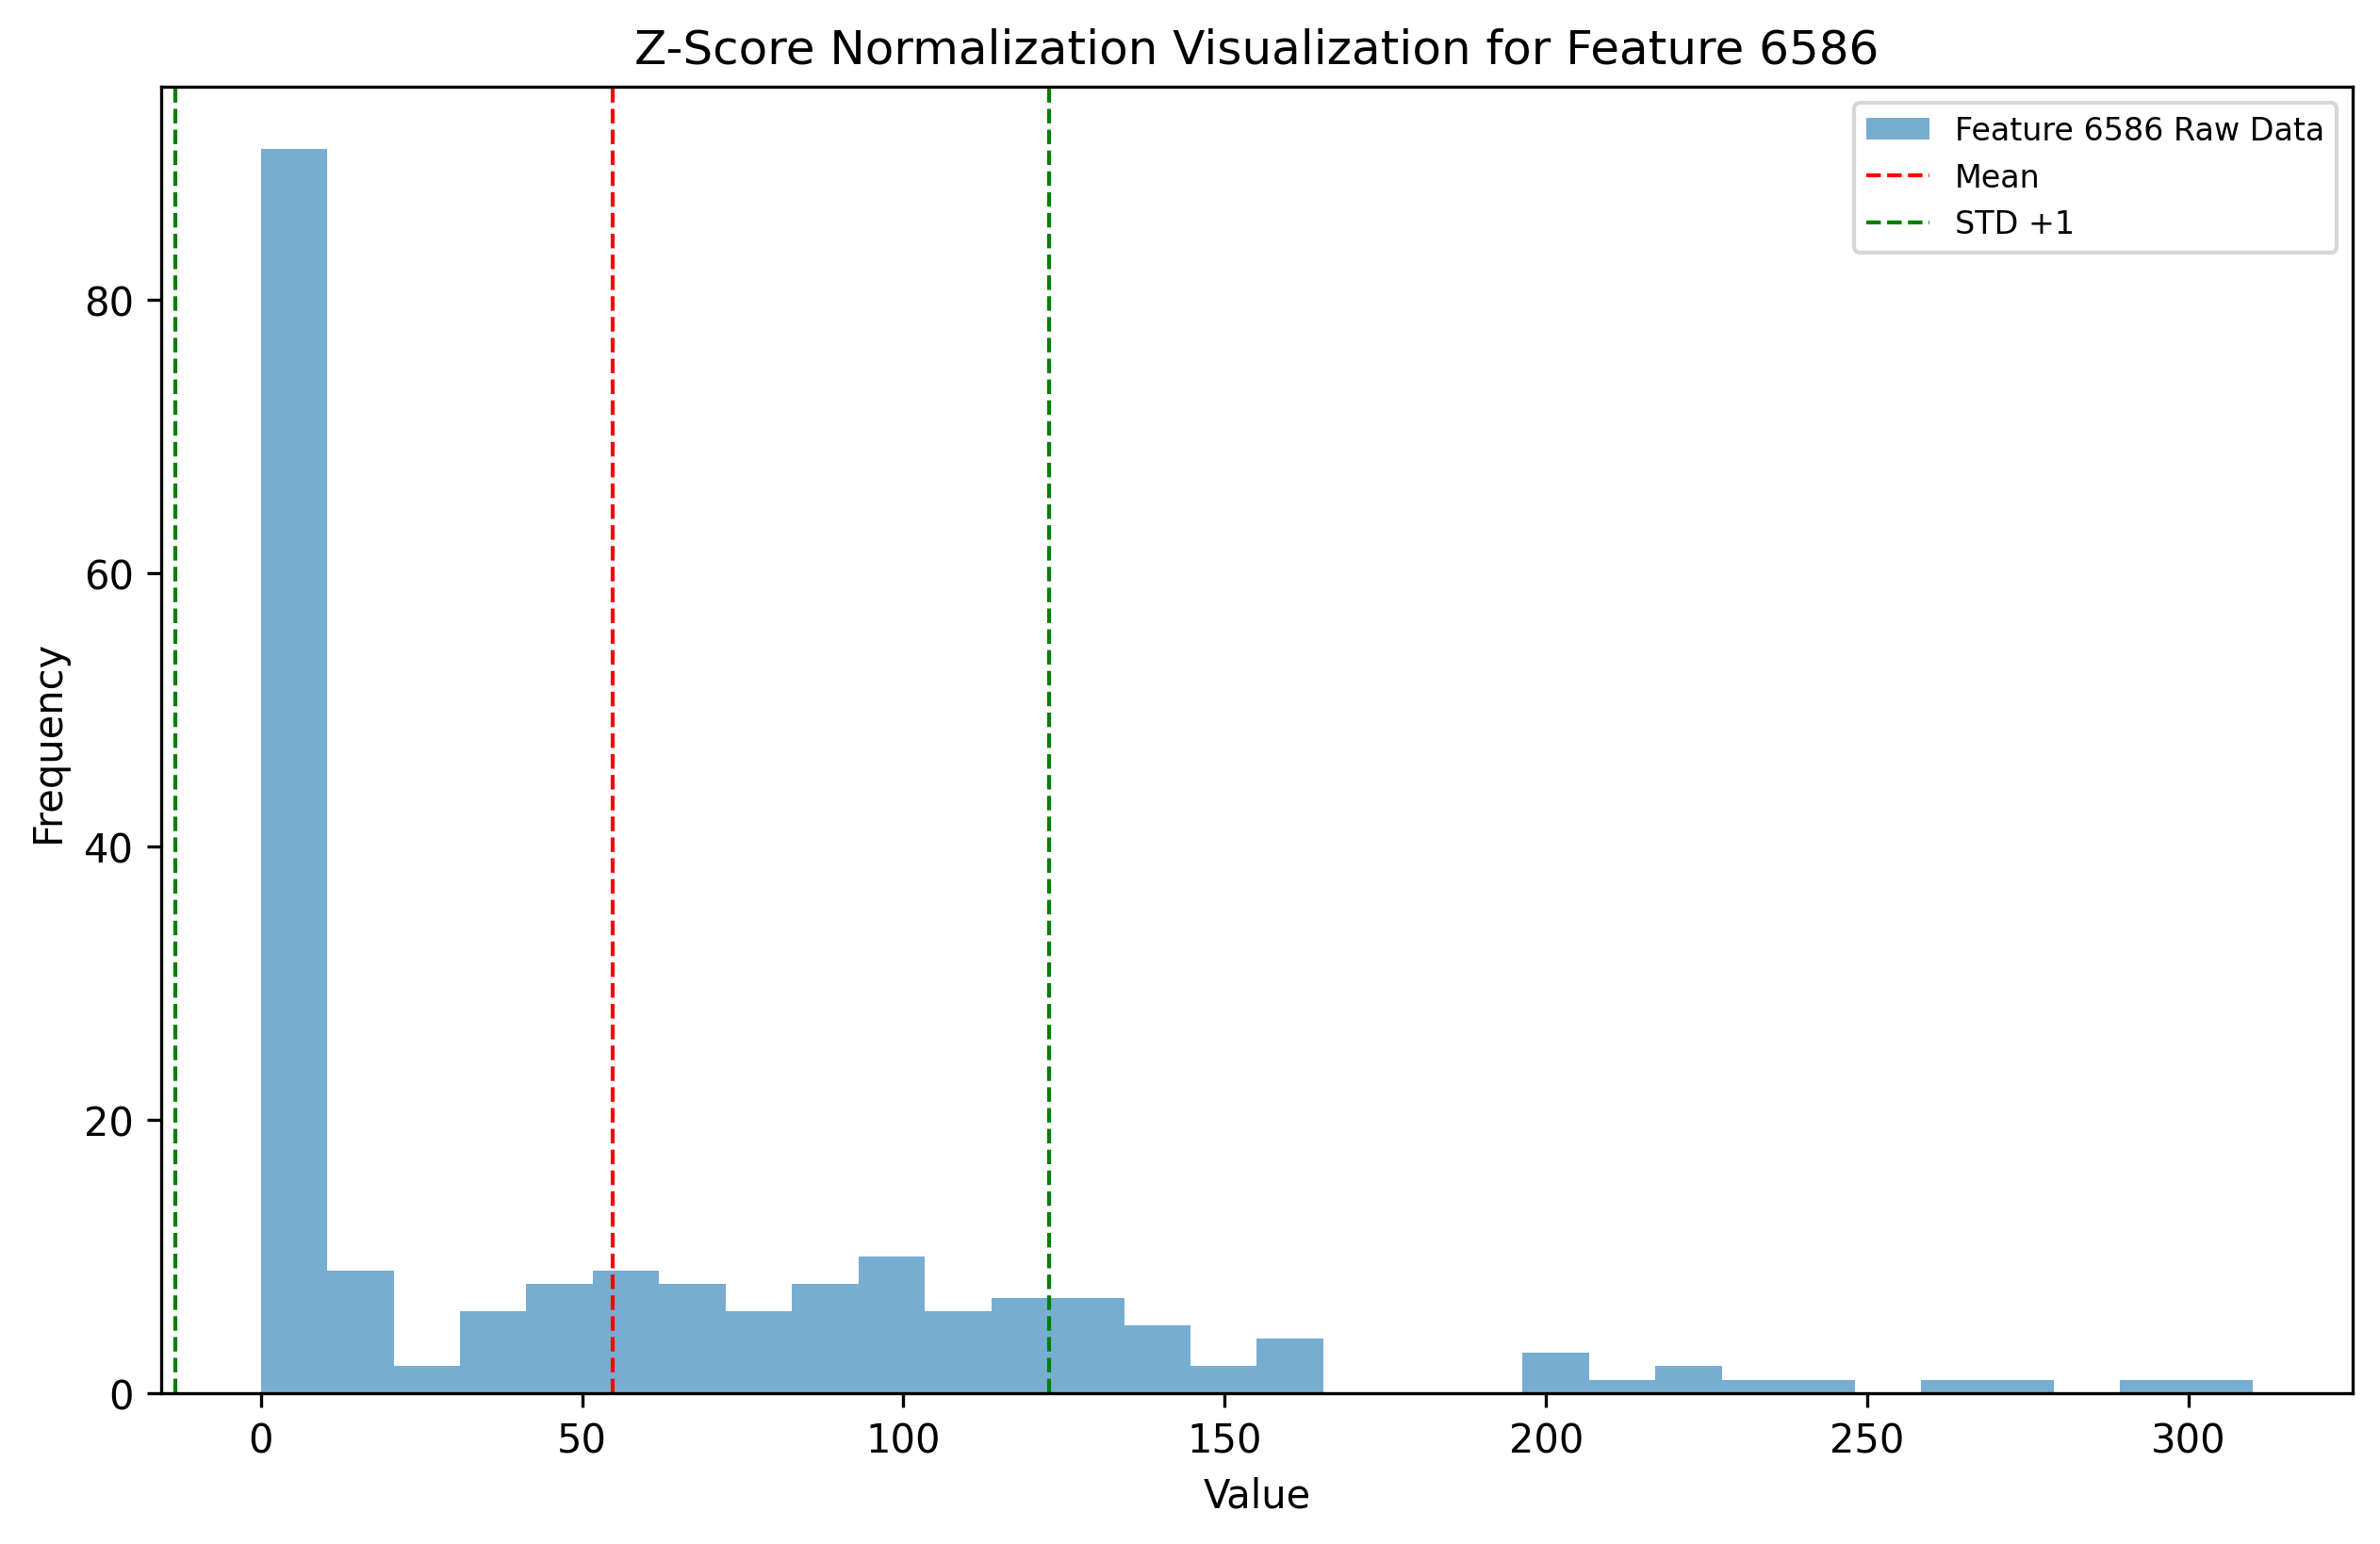 Z-Score Normalization Visualization for Feature 6586
Feature 6586 Raw Data
Mean
STD +1
Frequency
80
60
40
20
0
0 50 100 150 200 250 300
Value